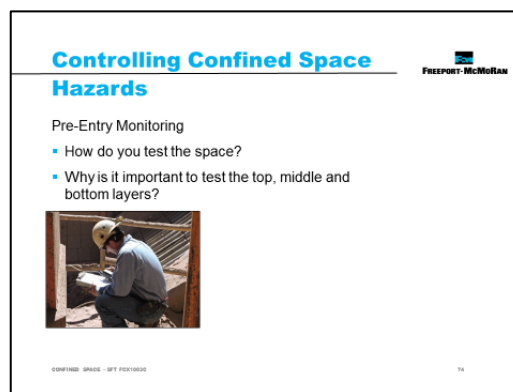 Controlling Confined Space
Hazards
FREEPORT-McMoRAN
Pre-Entry Monitoring
▪ How do you test the space?
▪ Why is it important to test the top, middle and
bottom layers?
CONFINED SPACE - SFT FCX1003C